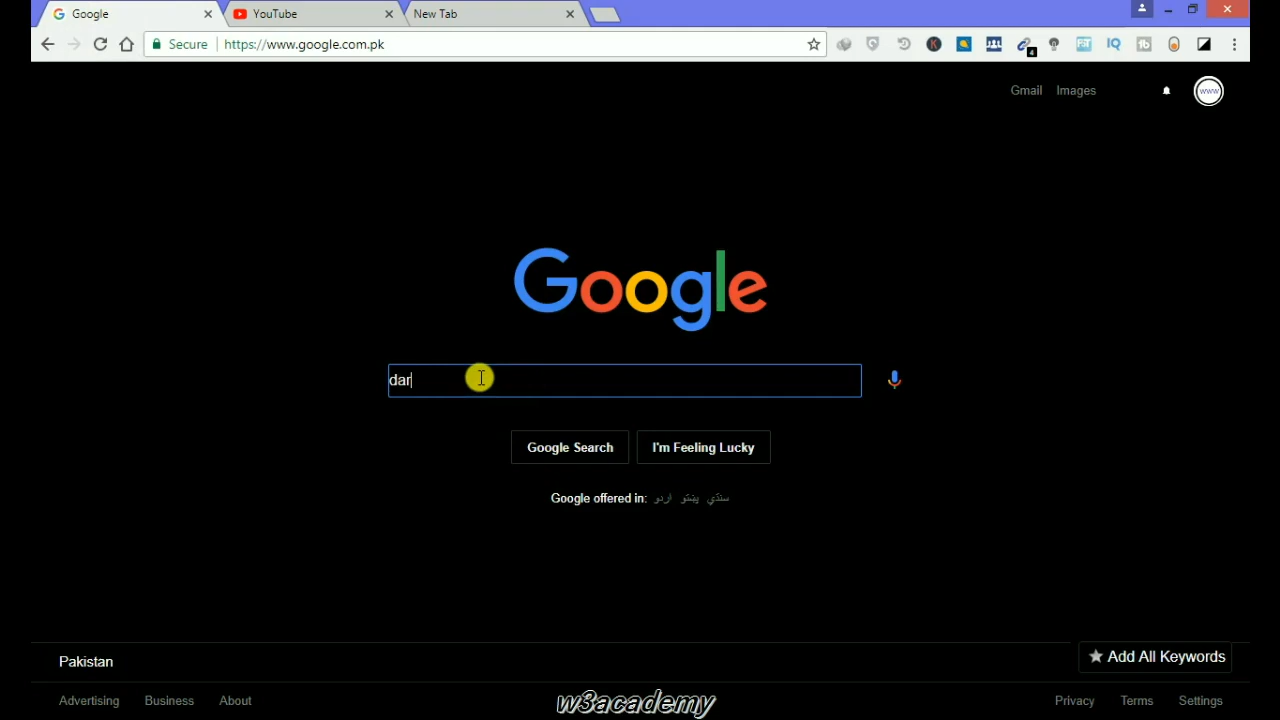 Google YouTube New Tab
Secure https://www.google.com.pk
Gmail Images
www
Google
dar
Google Search I'm Feeling Lucky
Google offered in: اردو پښتو سنڌي
Pakistan
★ Add All Keywords
Advertising Business About
w3academy
Privacy Terms Settings